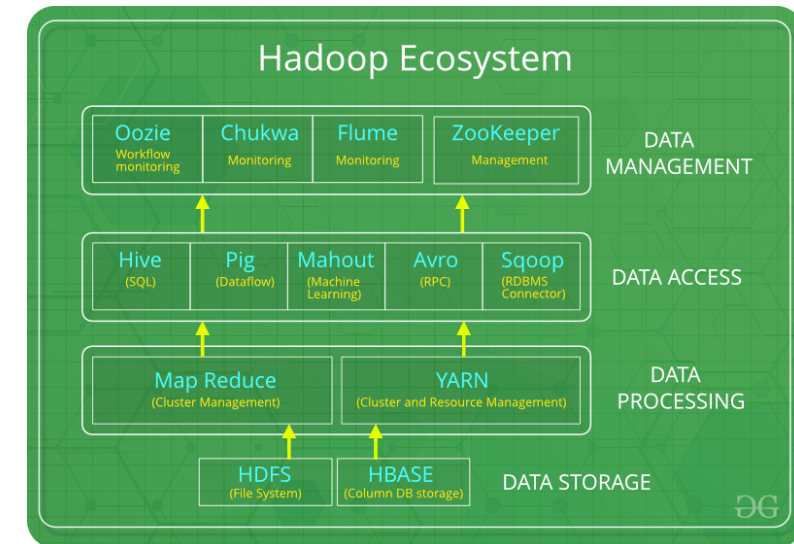 Hadoop Ecosystem
Oozie
Workflow
monitoring
Chukwa
Monitoring
Flume
Monitoring
ZooKeeper
Management
DATA
MANAGEMENT
Hive
(SQL)
Pig
(Dataflow)
Mahout
(Machine
Learning)
Avro
(RPC)
Sqoop
(RDBMS
Connector)
DATA ACCESS
Map Reduce
(Cluster Management)
YARN
(Cluster and Resource Management)
DATA
PROCESSING
HDFS
(File System)
HBASE
(Column DB storage)
DATA STORAGE